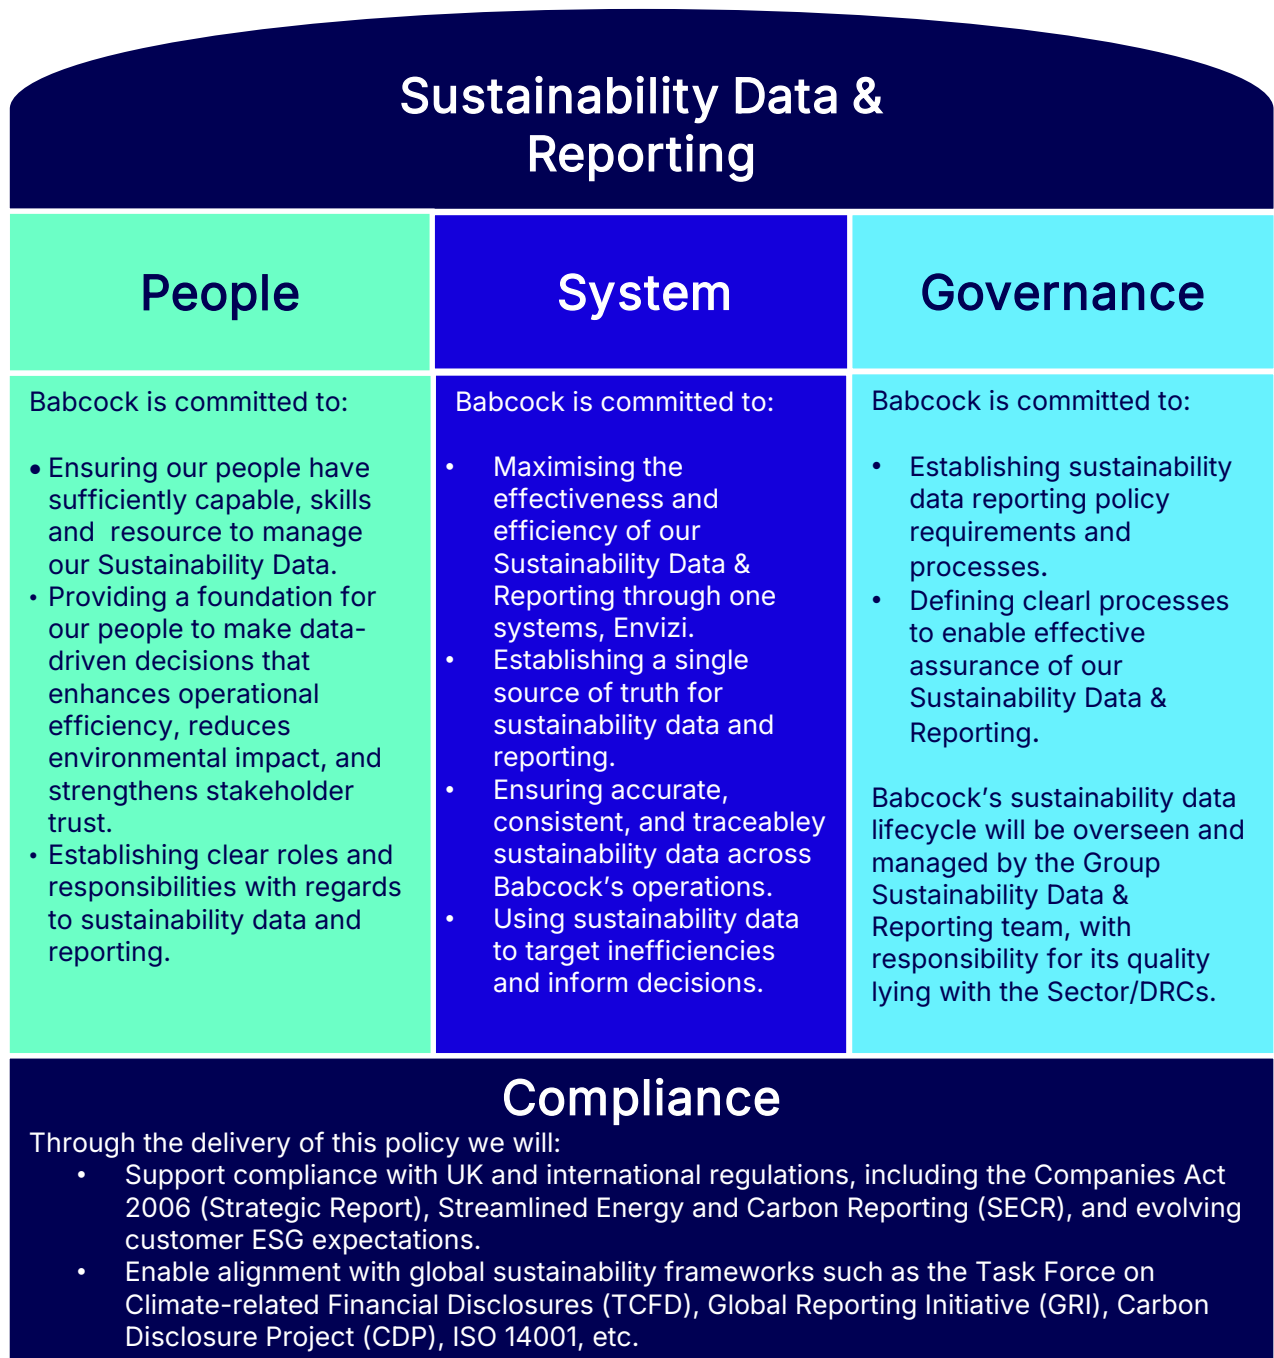 Sustainability Data &
Reporting
People
System
Governance
Babcock is committed to:
• Ensuring our people have
sufficiently capable, skills
and  resource to manage
our Sustainability Data.
• Providing a foundation for
our people to make data-
driven decisions that
enhances operational
efficiency, reduces
environmental impact, and
strengthens stakeholder
trust.
• Establishing clear roles and
responsibilities with regards
to sustainability data and
reporting.
Babcock is committed to:
• Maximising the
effectiveness and
efficiency of our
Sustainability Data &
Reporting through one
systems, Envizi.
• Establishing a single
source of truth for
sustainability data and
reporting.
• Ensuring accurate,
consistent, and traceabley
sustainability data across
Babcock’s operations.
• Using sustainability data
to target inefficiencies
and inform decisions.
Babcock is committed to:
• Establishing sustainability
data reporting policy
requirements and
processes.
• Defining clearl processes
to enable effective
assurance of our
Sustainability Data &
Reporting.
Babcock’s sustainability data
lifecycle will be overseen and
managed by the Group
Sustainability Data &
Reporting team, with
responsibility for its quality
lying with the Sector/DRCs.
Compliance
Through the delivery of this policy we will:
• Support compliance with UK and international regulations, including the Companies Act
2006 (Strategic Report), Streamlined Energy and Carbon Reporting (SECR), and evolving
customer ESG expectations.
• Enable alignment with global sustainability frameworks such as the Task Force on
Climate-related Financial Disclosures (TCFD), Global Reporting Initiative (GRI), Carbon
Disclosure Project (CDP), ISO 14001, etc.